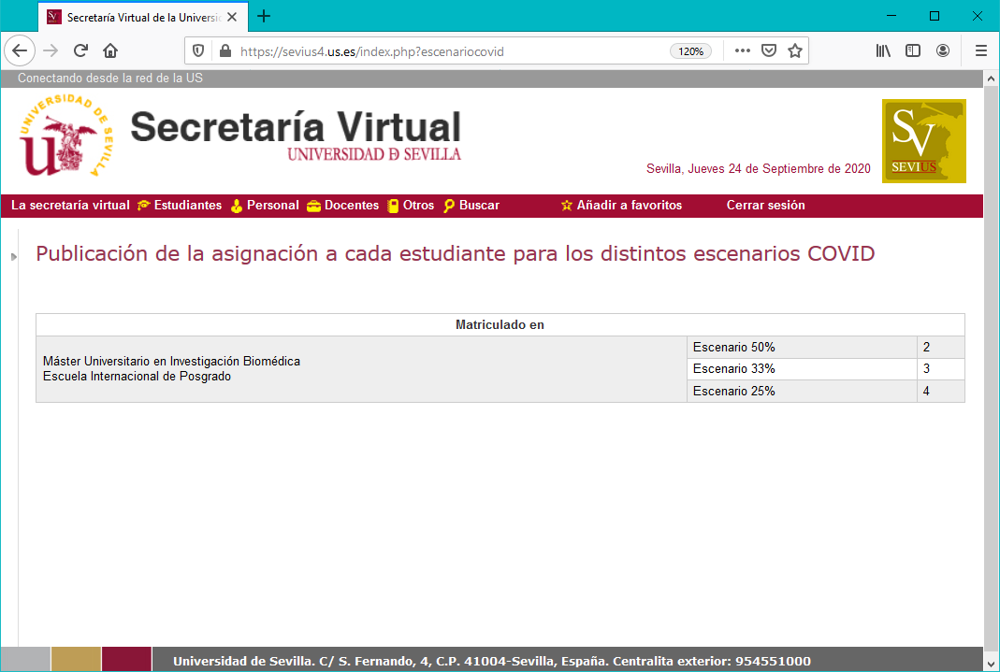 Secretaría Virtual de la Universi
120%
https://sevius4.us.es/index.php?escenariocovid
Conectando desde la red de la US
UNIVERSIDAD DE SEVILLA
Secretaría Virtual
UNIVERSIDAD Ð SEVILLA
SV
SEVIUS
Sevilla, Jueves 24 de Septiembre de 2020
La secretaría virtual Estudiantes Personal Docentes Otros Buscar Añadir a favoritos Cerrar sesión
Publicación de la asignación a cada estudiante para los distintos escenarios COVID
Matriculado en
Máster Universitario en Investigación Biomédica
Escuela Internacional de Posgrado
Escenario 50% 2
Escenario 33% 3
Escenario 25% 4
Universidad de Sevilla. C/ S. Fernando, 4, C.P. 41004-Sevilla, España. Centralita exterior: 954551000